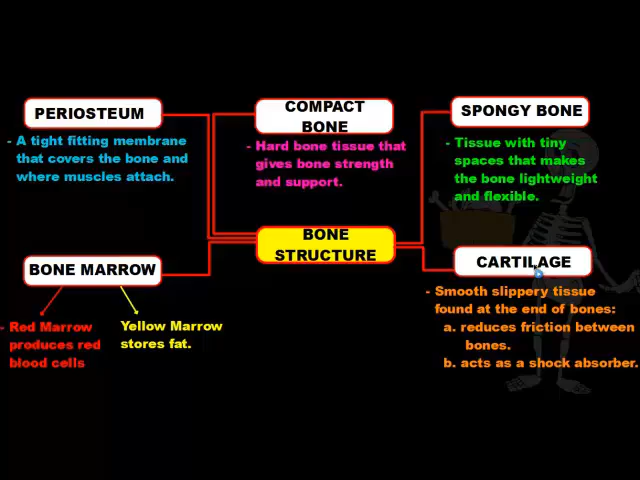 PERIOSTEUM
- A tight fitting membrane
that covers the bone and
where muscles attach.
COMPACT
BONE
- Hard bone tissue that
gives bone strength
and support.
SPONGY BONE
- Tissue with tiny
spaces that makes
the bone lightweight
and flexible.
BONE
STRUCTURE
BONE MARROW
- Red Marrow
produces red
blood cells
Yellow Marrow
stores fat.
CARTILAGE
- Smooth slippery tissue
found at the end of bones:
a. reduces friction between
bones.
b. acts as a shock absorber.